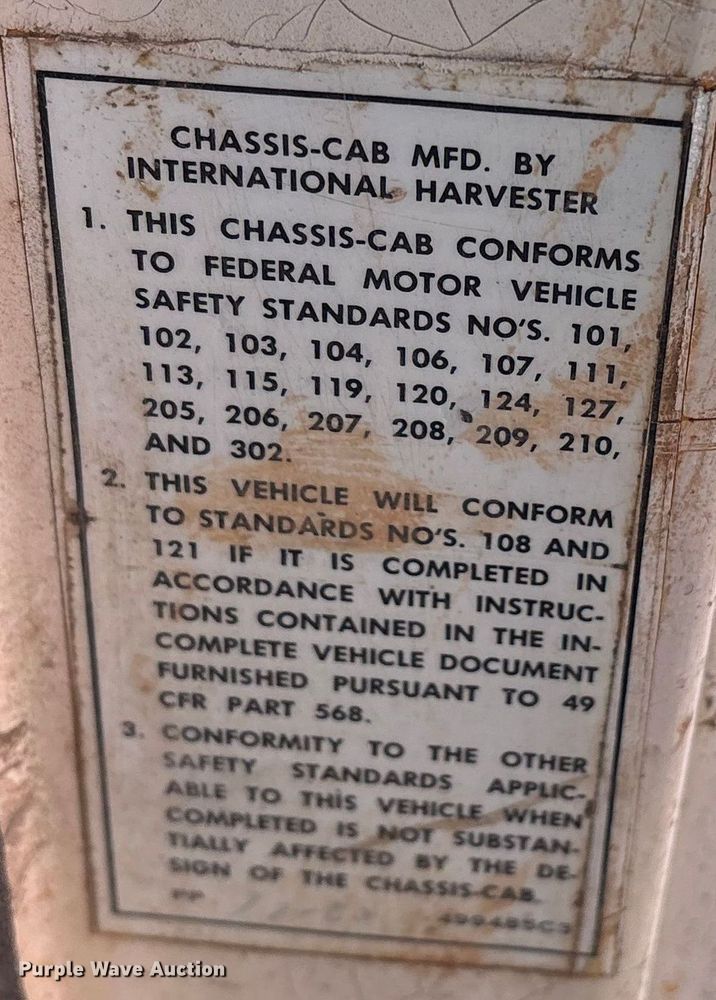 CHASSIS-CAB MFD. BY
INTERNATIONAL HARVESTER
1. THIS CHASSIS-CAB CONFORMS
TO FEDERAL MOTOR VEHICLE
SAFETY STANDARDS NO'S. 101,
102, 103, 104, 106, 107, 111,
113, 115, 119, 120, 124, 127,
205, 206, 207, 208, 209, 210,
AND 302.
2. THIS VEHICLE WILL CONFORM
TO STANDARDS NO'S. 108 AND
121 IF IT IS COMPLETED IN
ACCORDANCE WITH INSTRUC-
TIONS CONTAINED IN THE IN-
COMPLETE VEHICLE DOCUMENT
FURNISHED PURSUANT TO 49
CFR PART 568.
3. CONFORMITY TO THE OTHER
SAFETY STANDARDS APPLIC-
ABLE TO THIS VEHICLE WHEN
COMPLETED IS NOT SUBSTAN-
TIALLY AFFECTED BY THE DE-
SIGN OF THE CHASSIS-CAB.
PP
Purple Wave Auction